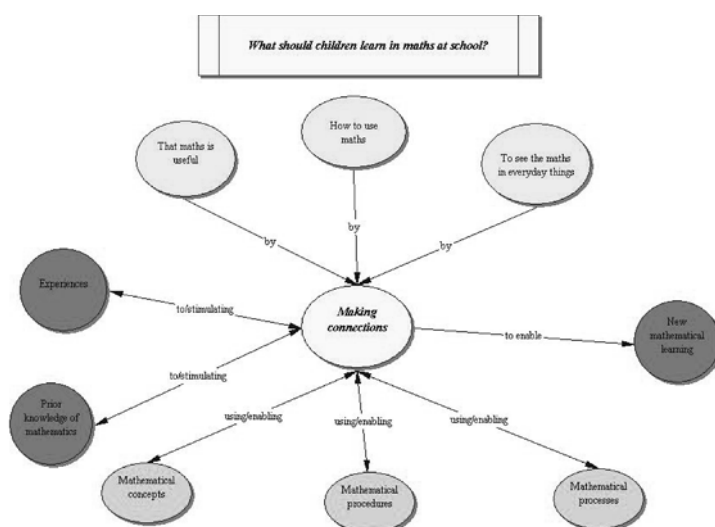 What should children learn in maths at school?
How to use
maths
That maths is
useful
To see the maths
in everyday things
by
by
by
Experiences
to/stimulating
Making
connections
to enable
New
mathematical
learning
to/stimulating
Prior
knowledge of
mathematics
using/enabling
using/enabling
using/enabling
Mathematical
concepts
Mathematical
procedures
Mathematical
processes